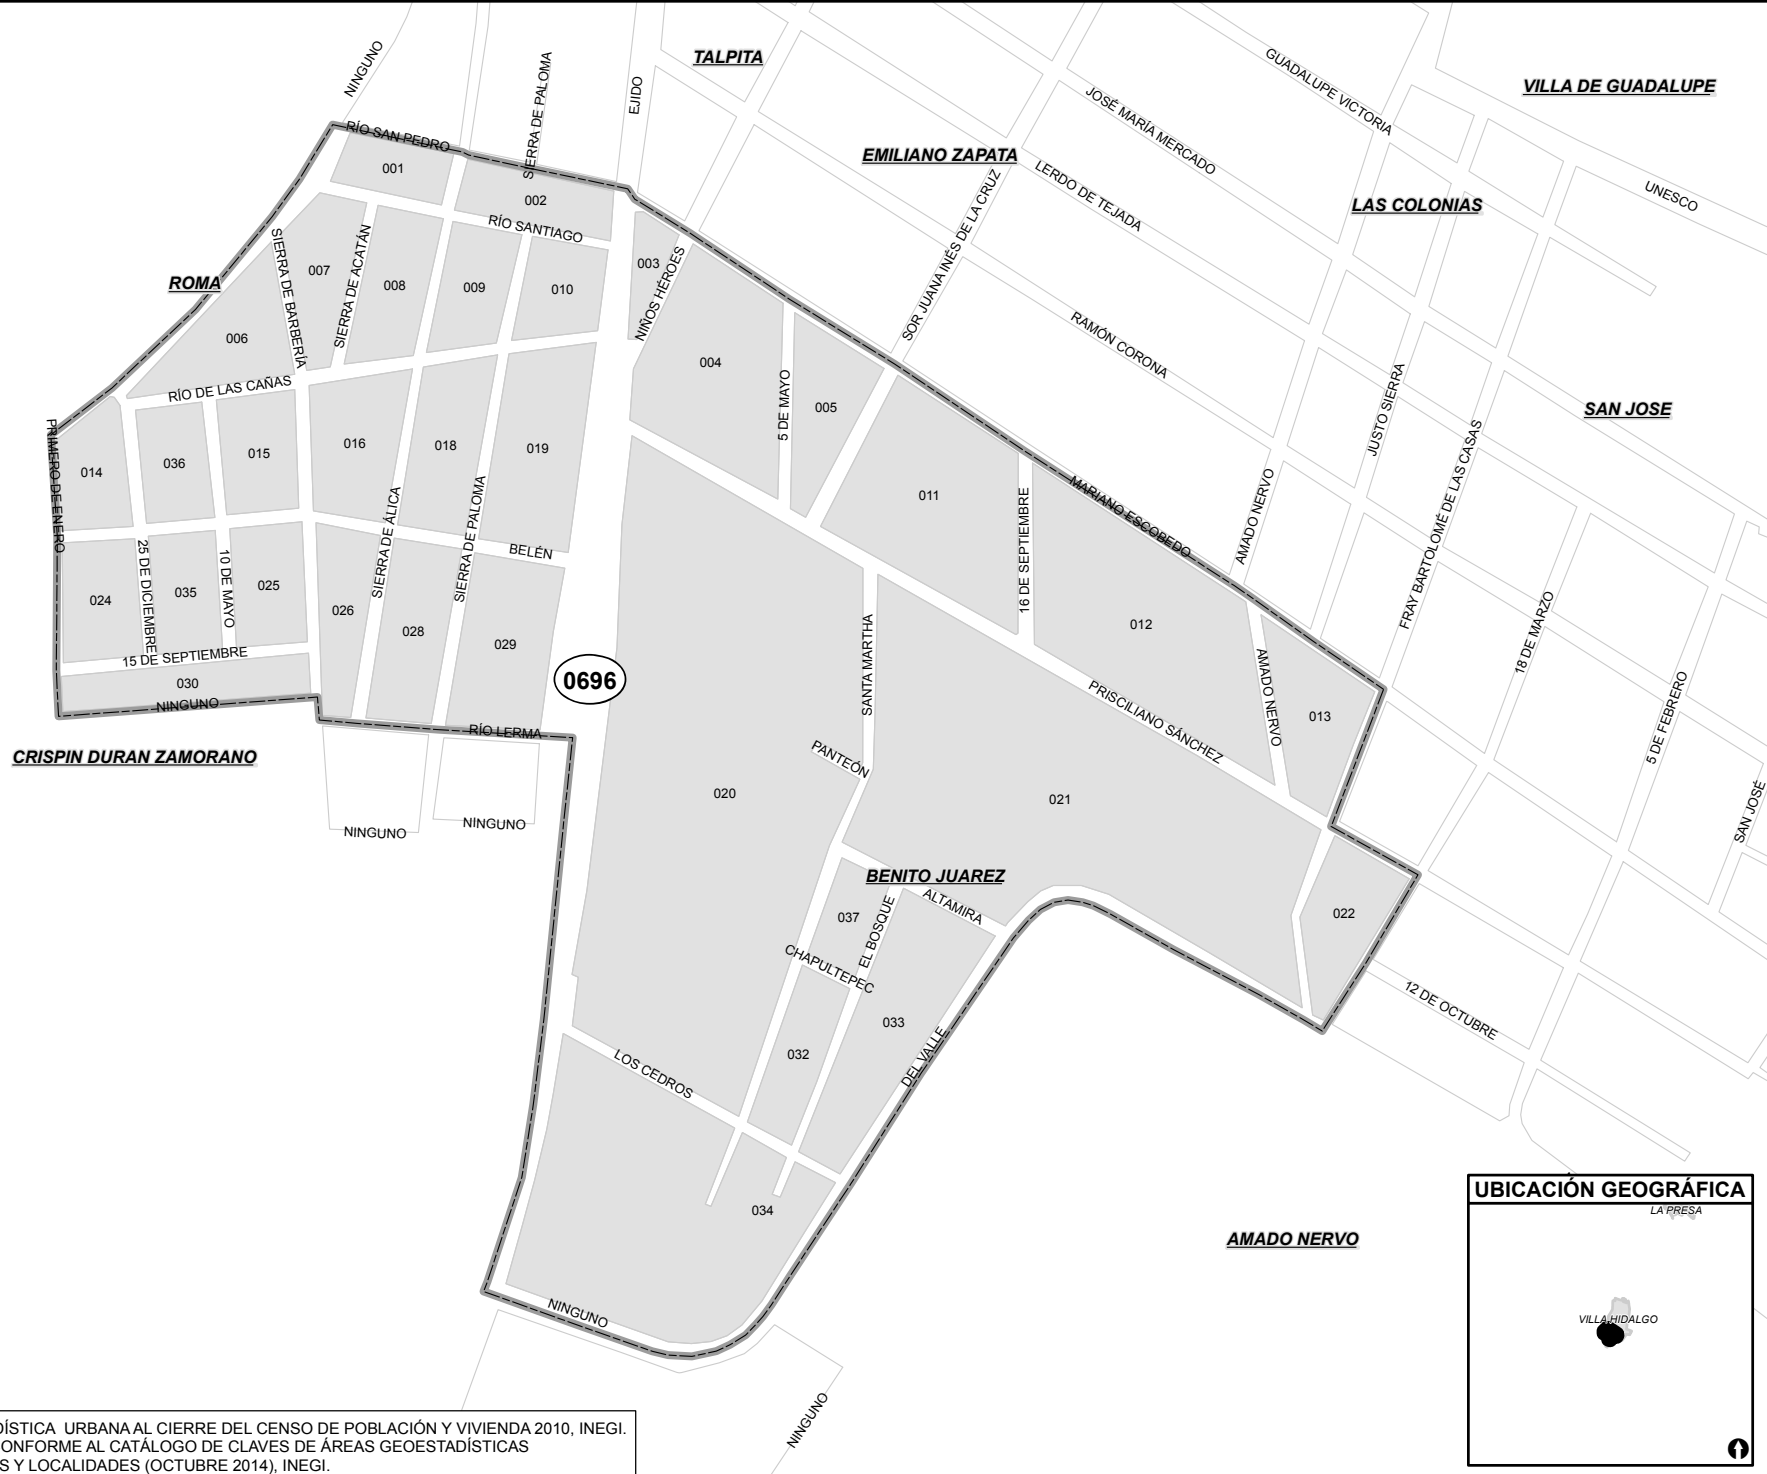 TALPITA
VILLA DE GUADALUPE
EMILIANO ZAPATA
LAS COLONIAS
ROMA
SAN JOSE
CRISPIN DURAN ZAMORANO
BENITO JUAREZ
AMADO NERVO
NINGUNO
RÍO SAN PEDRO
SIERRA DE PALOMA
EJIDO
GUADALUPE VICTORIA
JOSÉ MARÍA MERCADO
LERDO DE TEJADA
UNESCO
SOR JUANA INÉS DE LA CRUZ
RAMÓN CORONA
JUSTO SIERRA
FRAY BARTOLOMÉ DE LAS CASAS
AMADO NERVO
18 DE MARZO
5 DE FEBRERO
SAN JOSÉ
12 DE OCTUBRE
001
002
RÍO SANTIAGO
003
NIÑOS HÉROES
SIERRA DE BARBERÍA
007
SIERRA DE ACATÁN
008
009
010
006
004
RÍO DE LAS CAÑAS
5 DE MAYO
005
PRIMERO DE ENERO
014
036
015
016
018
019
011
16 DE SEPTIEMBRE
MARIANO ESCOBEDO
SIERRA DE ÁLICA
SIERRA DE PALOMA
BELÉN
25 DE DICIEMBRE
10 DE MAYO
024
035
025
026
028
029
012
15 DE SEPTIEMBRE
030
NINGUNO
0696
SANTA MARTHA
AMADO NERVO
PRISCILIANO SÁNCHEZ
013
RÍO LERMA
PANTEÓN
020
021
NINGUNO
NINGUNO
ALTAMIRA
037
EL BOSQUE
022
CHAPULTEPEC
033
032
DEL VALLE
LOS CEDROS
034
NINGUNO
NINGUNO
UBICACIÓN GEOGRÁFICA
LA PRESA
VILLA HIDALGO
DÍSTICA URBANA AL CIERRE DEL CENSO DE POBLACIÓN Y VIVIENDA 2010, INEGI.
ONFORME AL CATÁLOGO DE CLAVES DE ÁREAS GEOESTADÍSTICAS
S Y LOCALIDADES (OCTUBRE 2014), INEGI.